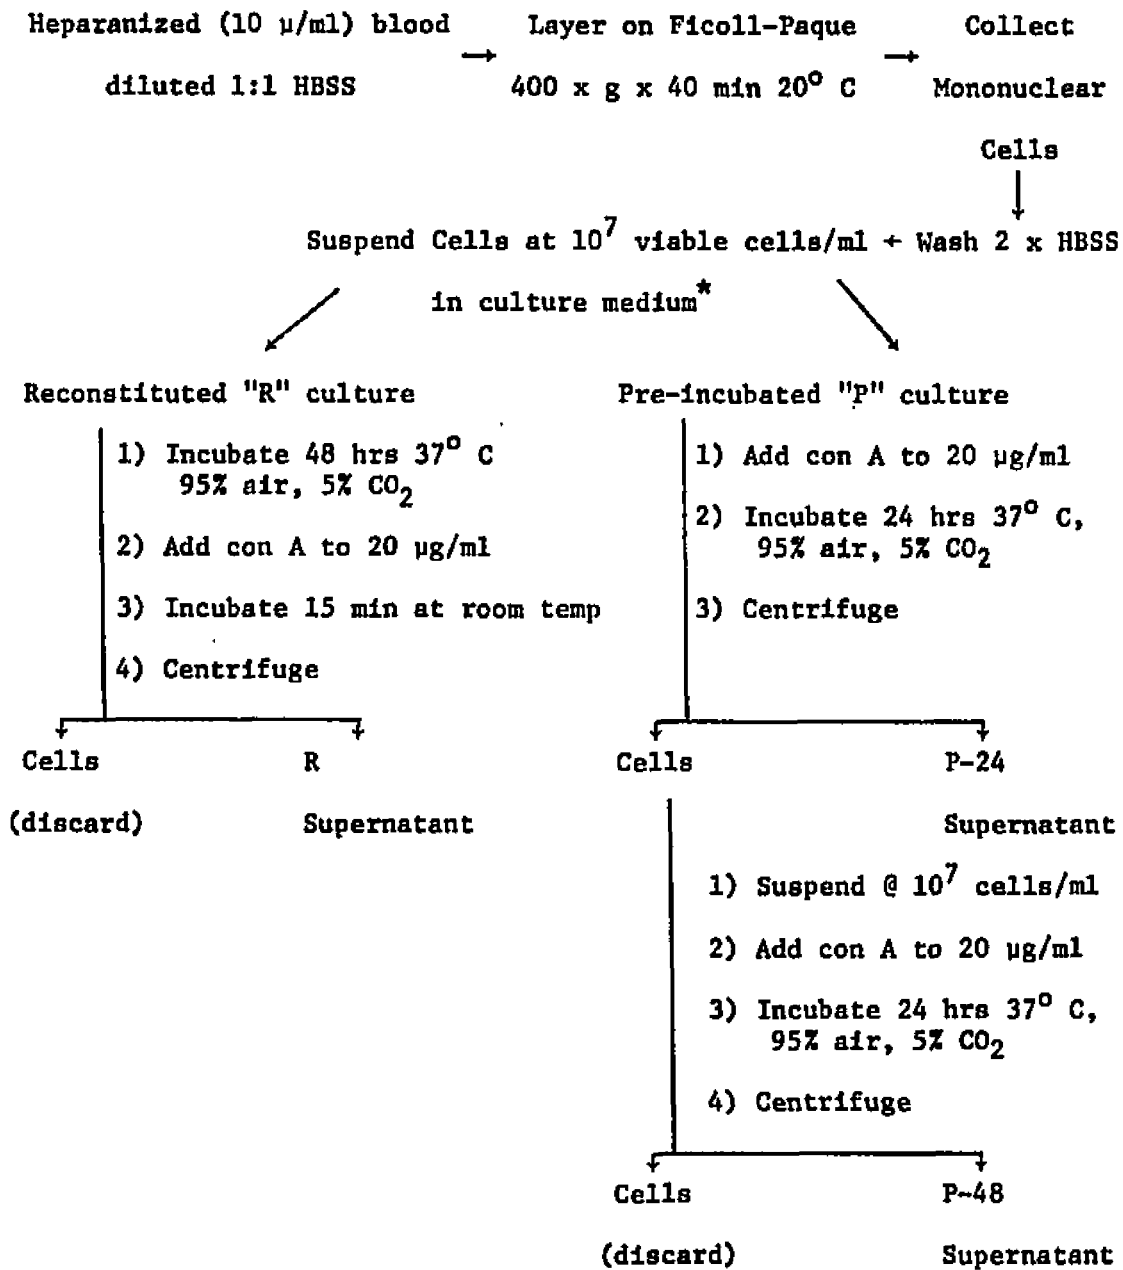 Heparanized (10 µ/ml) blood
diluted 1:1 HBSS
→
Layer on Ficoll-Paque
400 x g x 40 min 20° C
→
Collect
Mononuclear
Cells
Suspend Cells at 10⁷ viable cells/ml ← Wash 2 x HBSS
in culture medium*
Reconstituted "R" culture
1) Incubate 48 hrs 37° C
95% air, 5% CO₂
2) Add con A to 20 µg/ml
3) Incubate 15 min at room temp
4) Centrifuge
Cells
(discard)
R
Supernatant
Pre-incubated "P" culture
1) Add con A to 20 µg/ml
2) Incubate 24 hrs 37° C,
95% air, 5% CO₂
3) Centrifuge
Cells
P-24
Supernatant
1) Suspend @ 10⁷ cells/ml
2) Add con A to 20 µg/ml
3) Incubate 24 hrs 37° C,
95% air, 5% CO₂
4) Centrifuge
Cells
(discard)
P-48
Supernatant